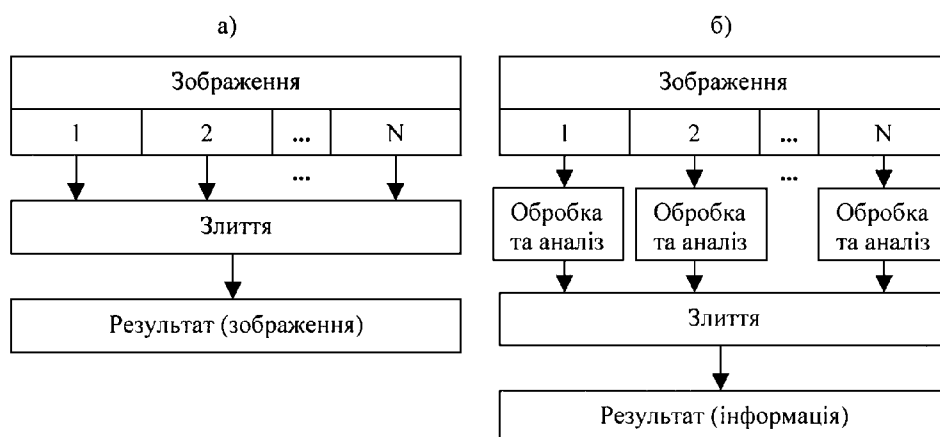 а)
Зображення
1 2 ... N
...
Злиття
Результат (зображення)
б)
Зображення
1 2 ... N
...
Обробка та аналіз
Обробка та аналіз
Обробка та аналіз
Злиття
Результат (інформація)